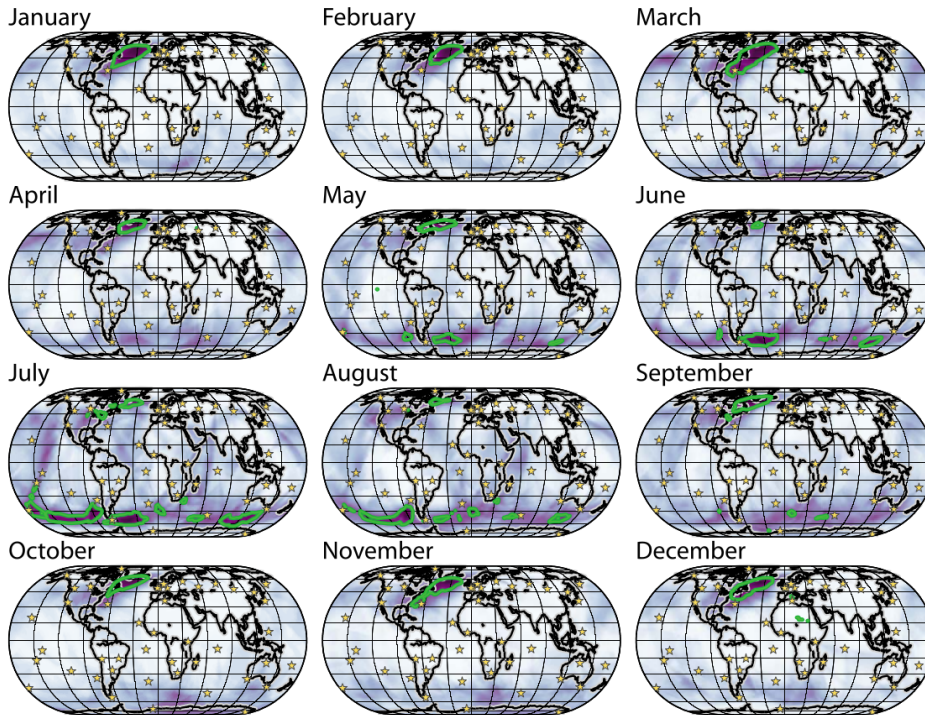 January
February
March
April
May
June
July
August
September
October
November
December